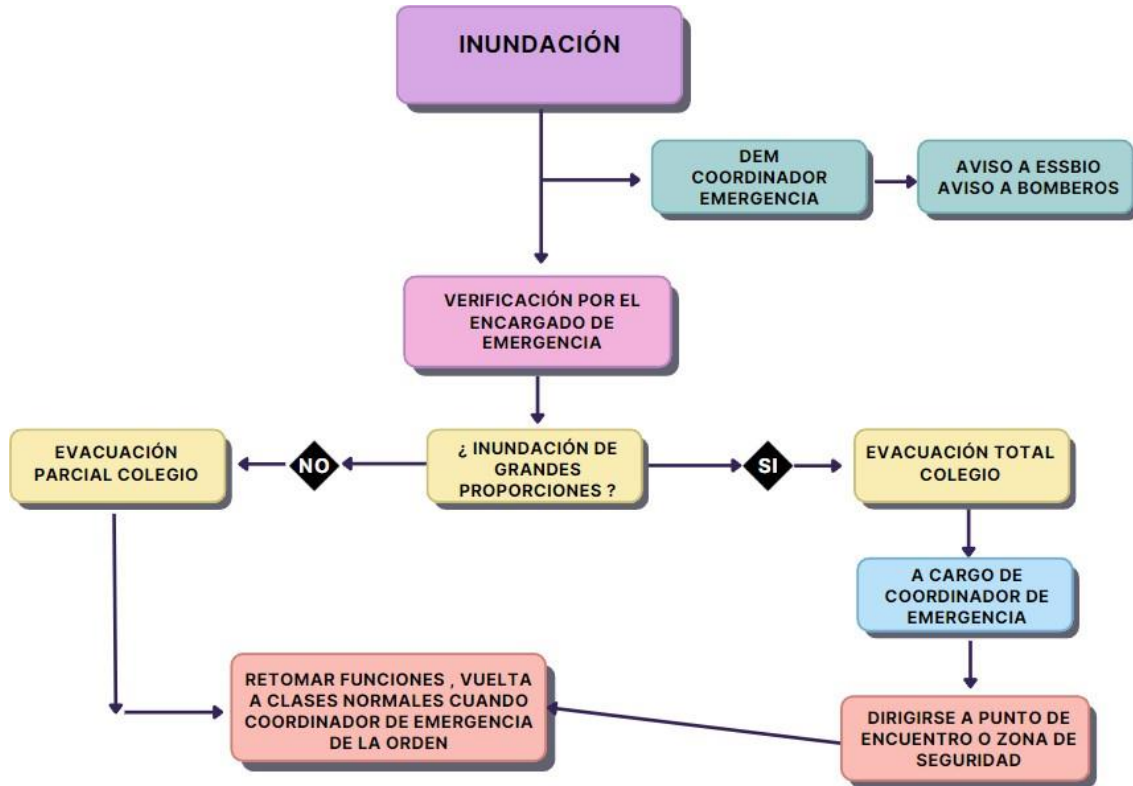 INUNDACIÓN
DEM
COORDINADOR
EMERGENCIA
AVISO A ESSBIO
AVISO A BOMBEROS
VERIFICACIÓN POR EL
ENCARGADO DE
EMERGENCIA
EVACUACIÓN
PARCIAL COLEGIO
NO
¿ INUNDACIÓN DE
GRANDES
PROPORCIONES ?
SI
EVACUACIÓN TOTAL
COLEGIO
A CARGO DE
COORDINADOR DE
EMERGENCIA
RETOMAR FUNCIONES , VUELTA
A CLASES NORMALES CUANDO
COORDINADOR DE EMERGENCIA
DE LA ORDEN
DIRIGIRSE A PUNTO DE
ENCUENTRO O ZONA DE
SEGURIDAD